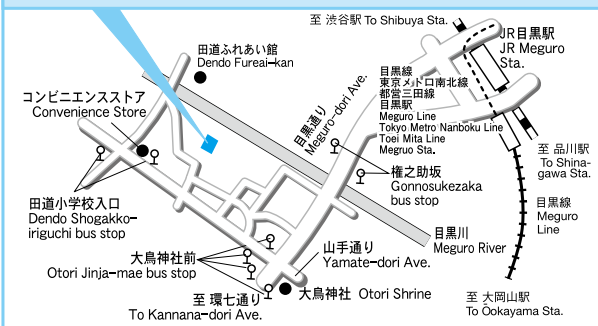 至 渋谷駅 To Shibuya Sta.
JR目黒駅
JR Meguro
Sta.
田道ふれあい館
Dendo Fureai-kan
目黒線
東京メトロ南北線
都営三田線
目黒駅
Meguro Line
Tokyo Metro Nanboku Line
Toei Mita Line
Megruo Sta.
コンビニエンスストア
Convenience Store
目黒通り
Meguro-dori Ave.
至 品川駅
To Shina-
gawa Sta.
権之助坂
Gonnosukezaka
bus stop
田道小学校入口
Dendo Shogakko-
iriguchi bus stop
目黒線
Meguro
Line
目黒川
Meguro River
山手通り
Yamate-dori Ave.
大鳥神社前
Otori Jinja-mae bus stop
大鳥神社 Otori Shrine
至 環七通り
To Kannana-dori Ave.
至 大岡山駅
To Ōokayama Sta.